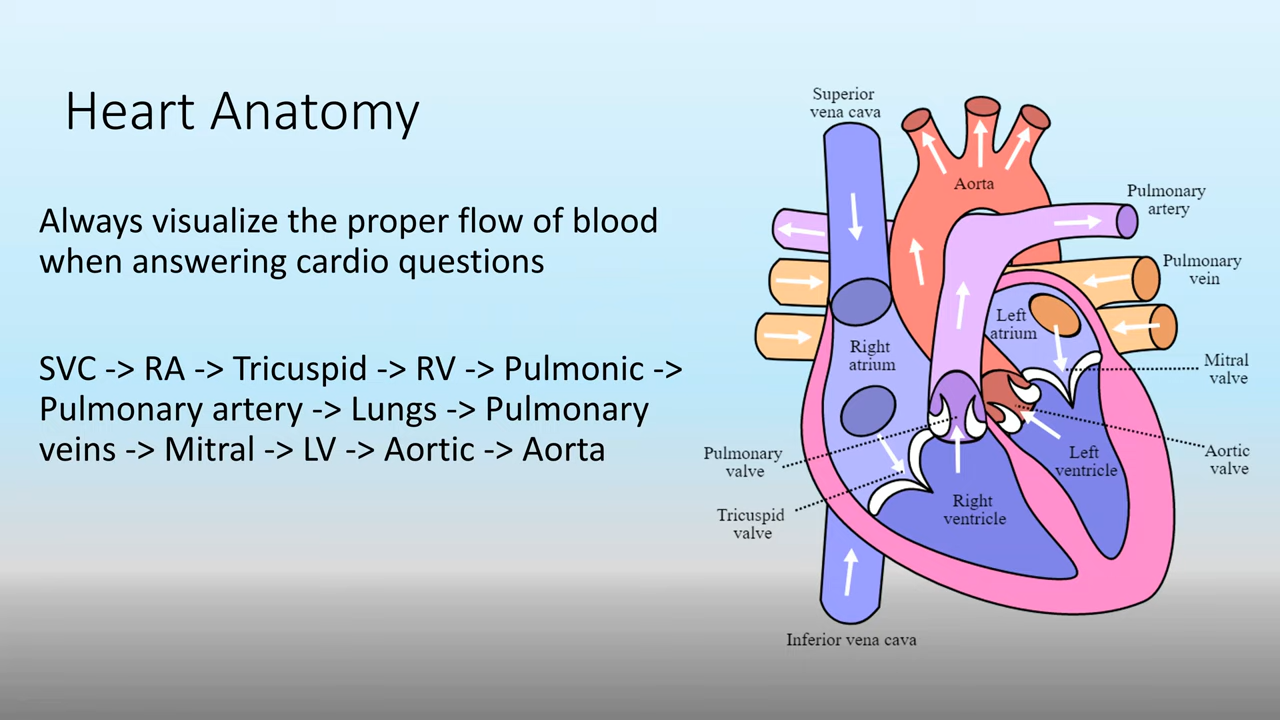 Heart Anatomy
Always visualize the proper flow of blood
when answering cardio questions
SVC -> RA -> Tricuspid -> RV -> Pulmonic ->
Pulmonary artery -> Lungs -> Pulmonary
veins -> Mitral -> LV -> Aortic -> Aorta
Superior
vena cava
Aorta
Pulmonary
artery
Pulmonary
vein
Left
atrium
Right
atrium
Mitral
valve
Pulmonary
valve
Left
ventricle
Aortic
valve
Right
ventricle
Tricuspid
valve
Inferior vena cava